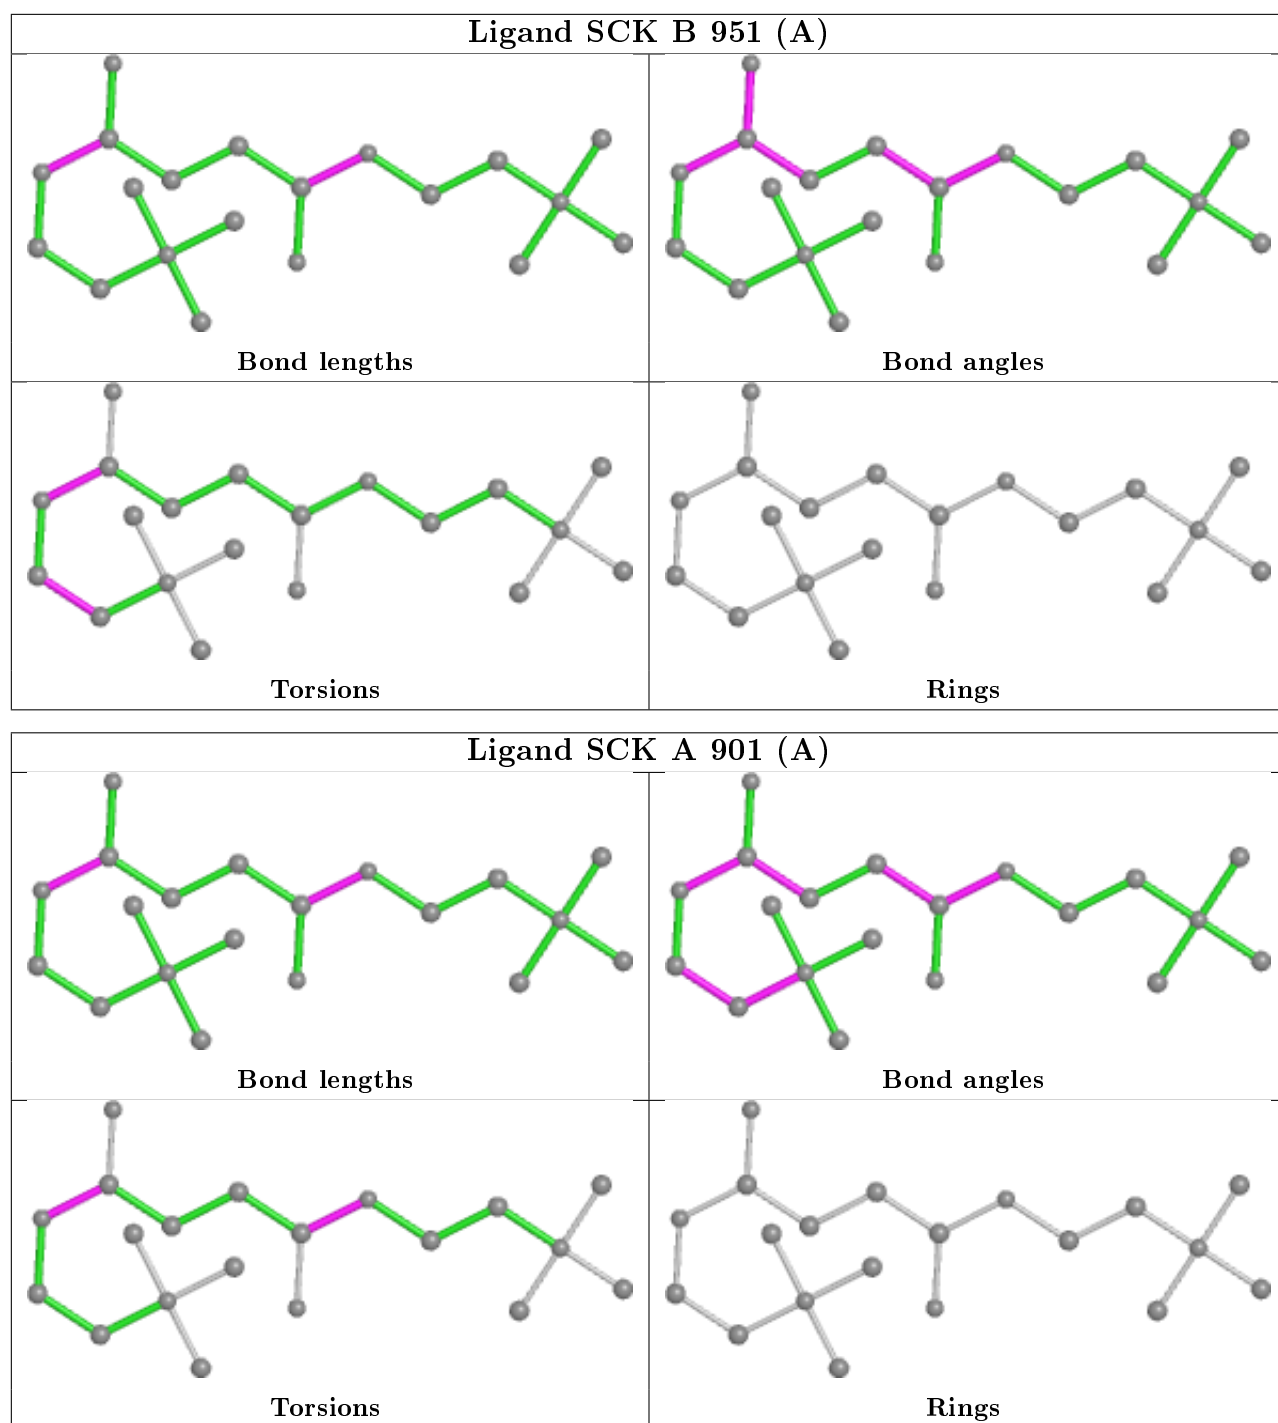 Ligand SCK B 951 (A)
Bond lengths
Bond angles
Torsions
Rings
Ligand SCK A 901 (A)
Bond lengths
Bond angles
Torsions
Rings